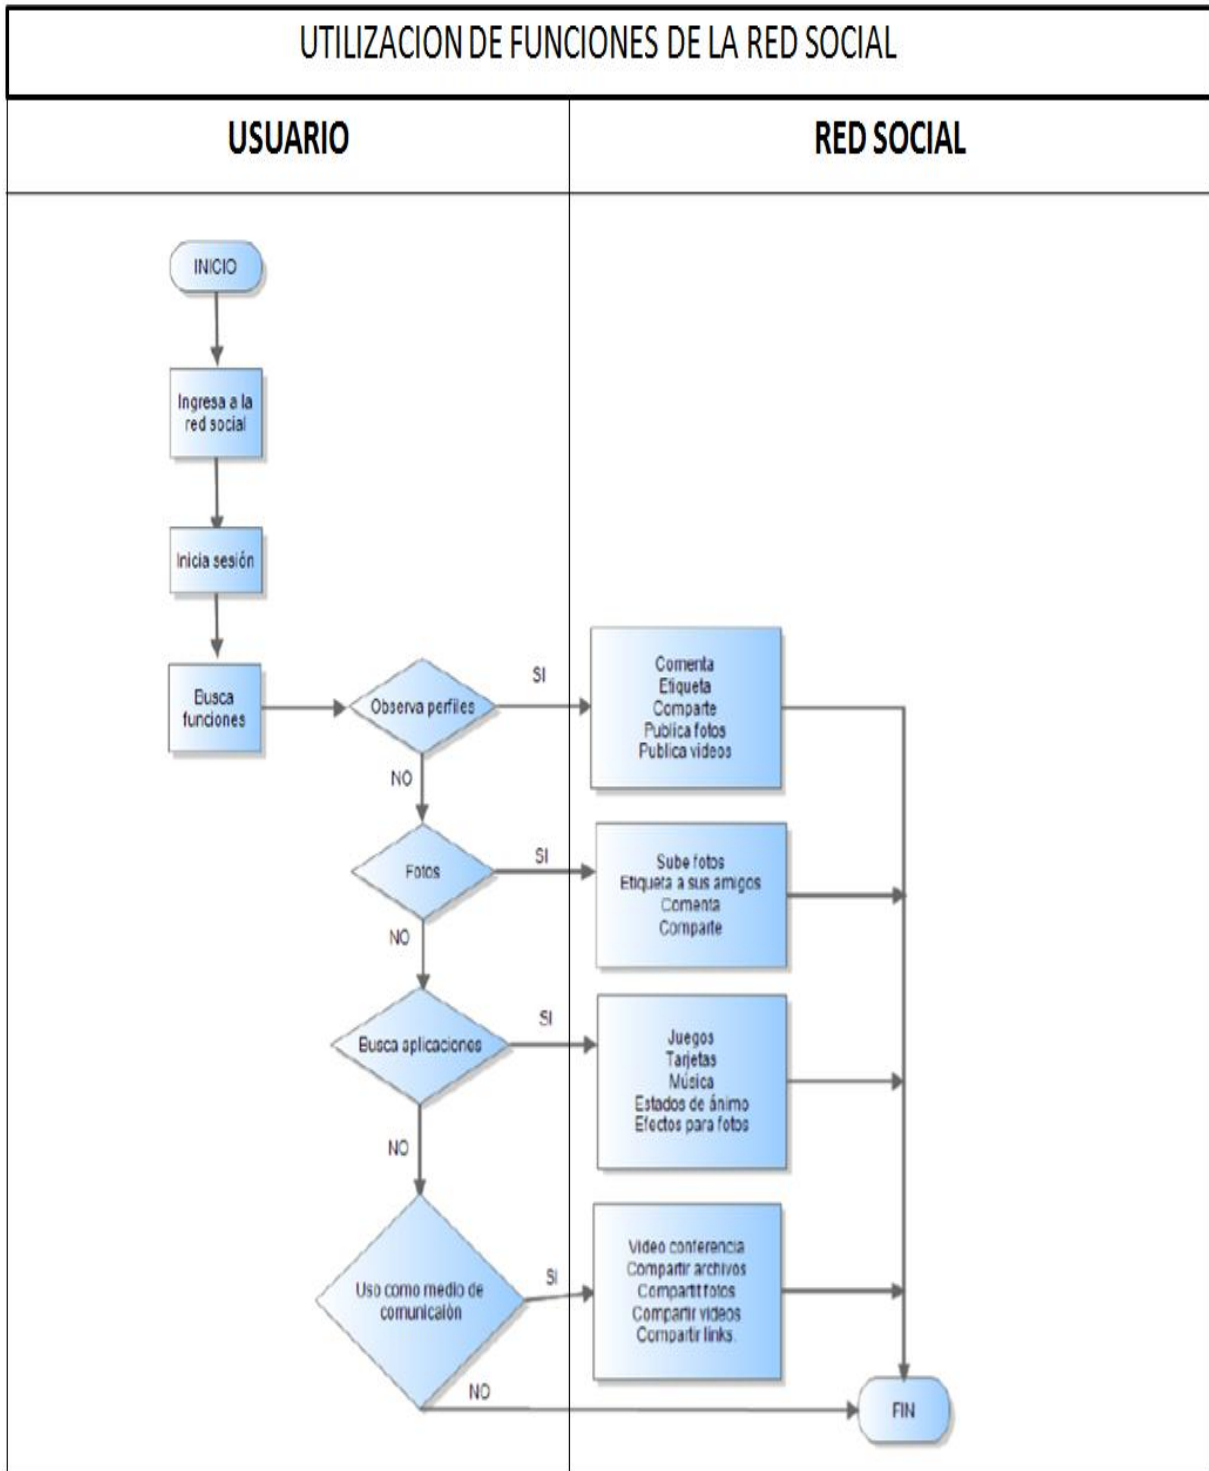 UTILIZACION DE FUNCIONES DE LA RED SOCIAL
USUARIO
RED SOCIAL
INICIO
Ingresa a la
red social
Inicia sesión
Busca
funciones
Observa perfiles
SI
Comenta
Etiqueta
Comparte
Publica fotos
Publica videos
NO
Fotos
SI
Sube fotos
Etiqueta a sus amigos
Comenta
Comparte
NO
Busca aplicaciones
SI
Juegos
Tarjetas
Música
Estados de ánimo
Efectos para fotos
NO
Uso como medio de
comunicaión
SI
Video conferencia
Compartir archivos
Compartit fotos
Compartir videos
Compartir links.
NO
FIN